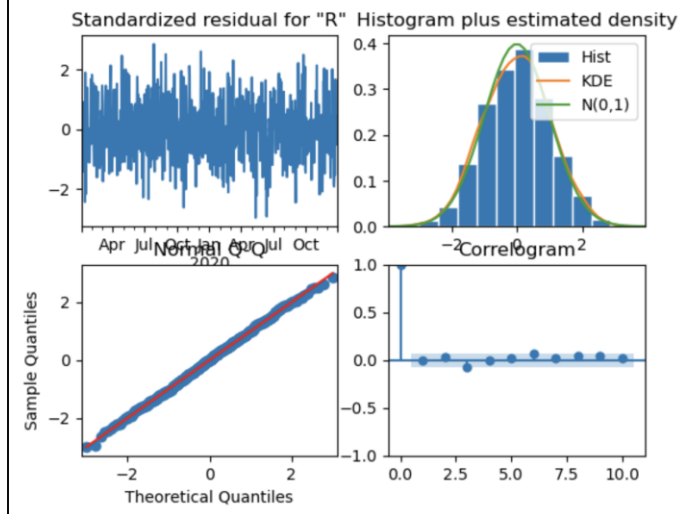 Standardized residual for "R"
2
0
−2
Apr Jul Oct Jan Apr Jul Oct
2020
Histogram plus estimated density
0.4
0.3
0.2
0.1
0.0
Hist
KDE
N(0,1)
−2 0 2
Normal Q-Q
Sample Quantiles
2
0
−2
−2 0 2
Theoretical Quantiles
Correlogram
1.0
0.5
0.0
−0.5
−1.0
0.0 2.5 5.0 7.5 10.0